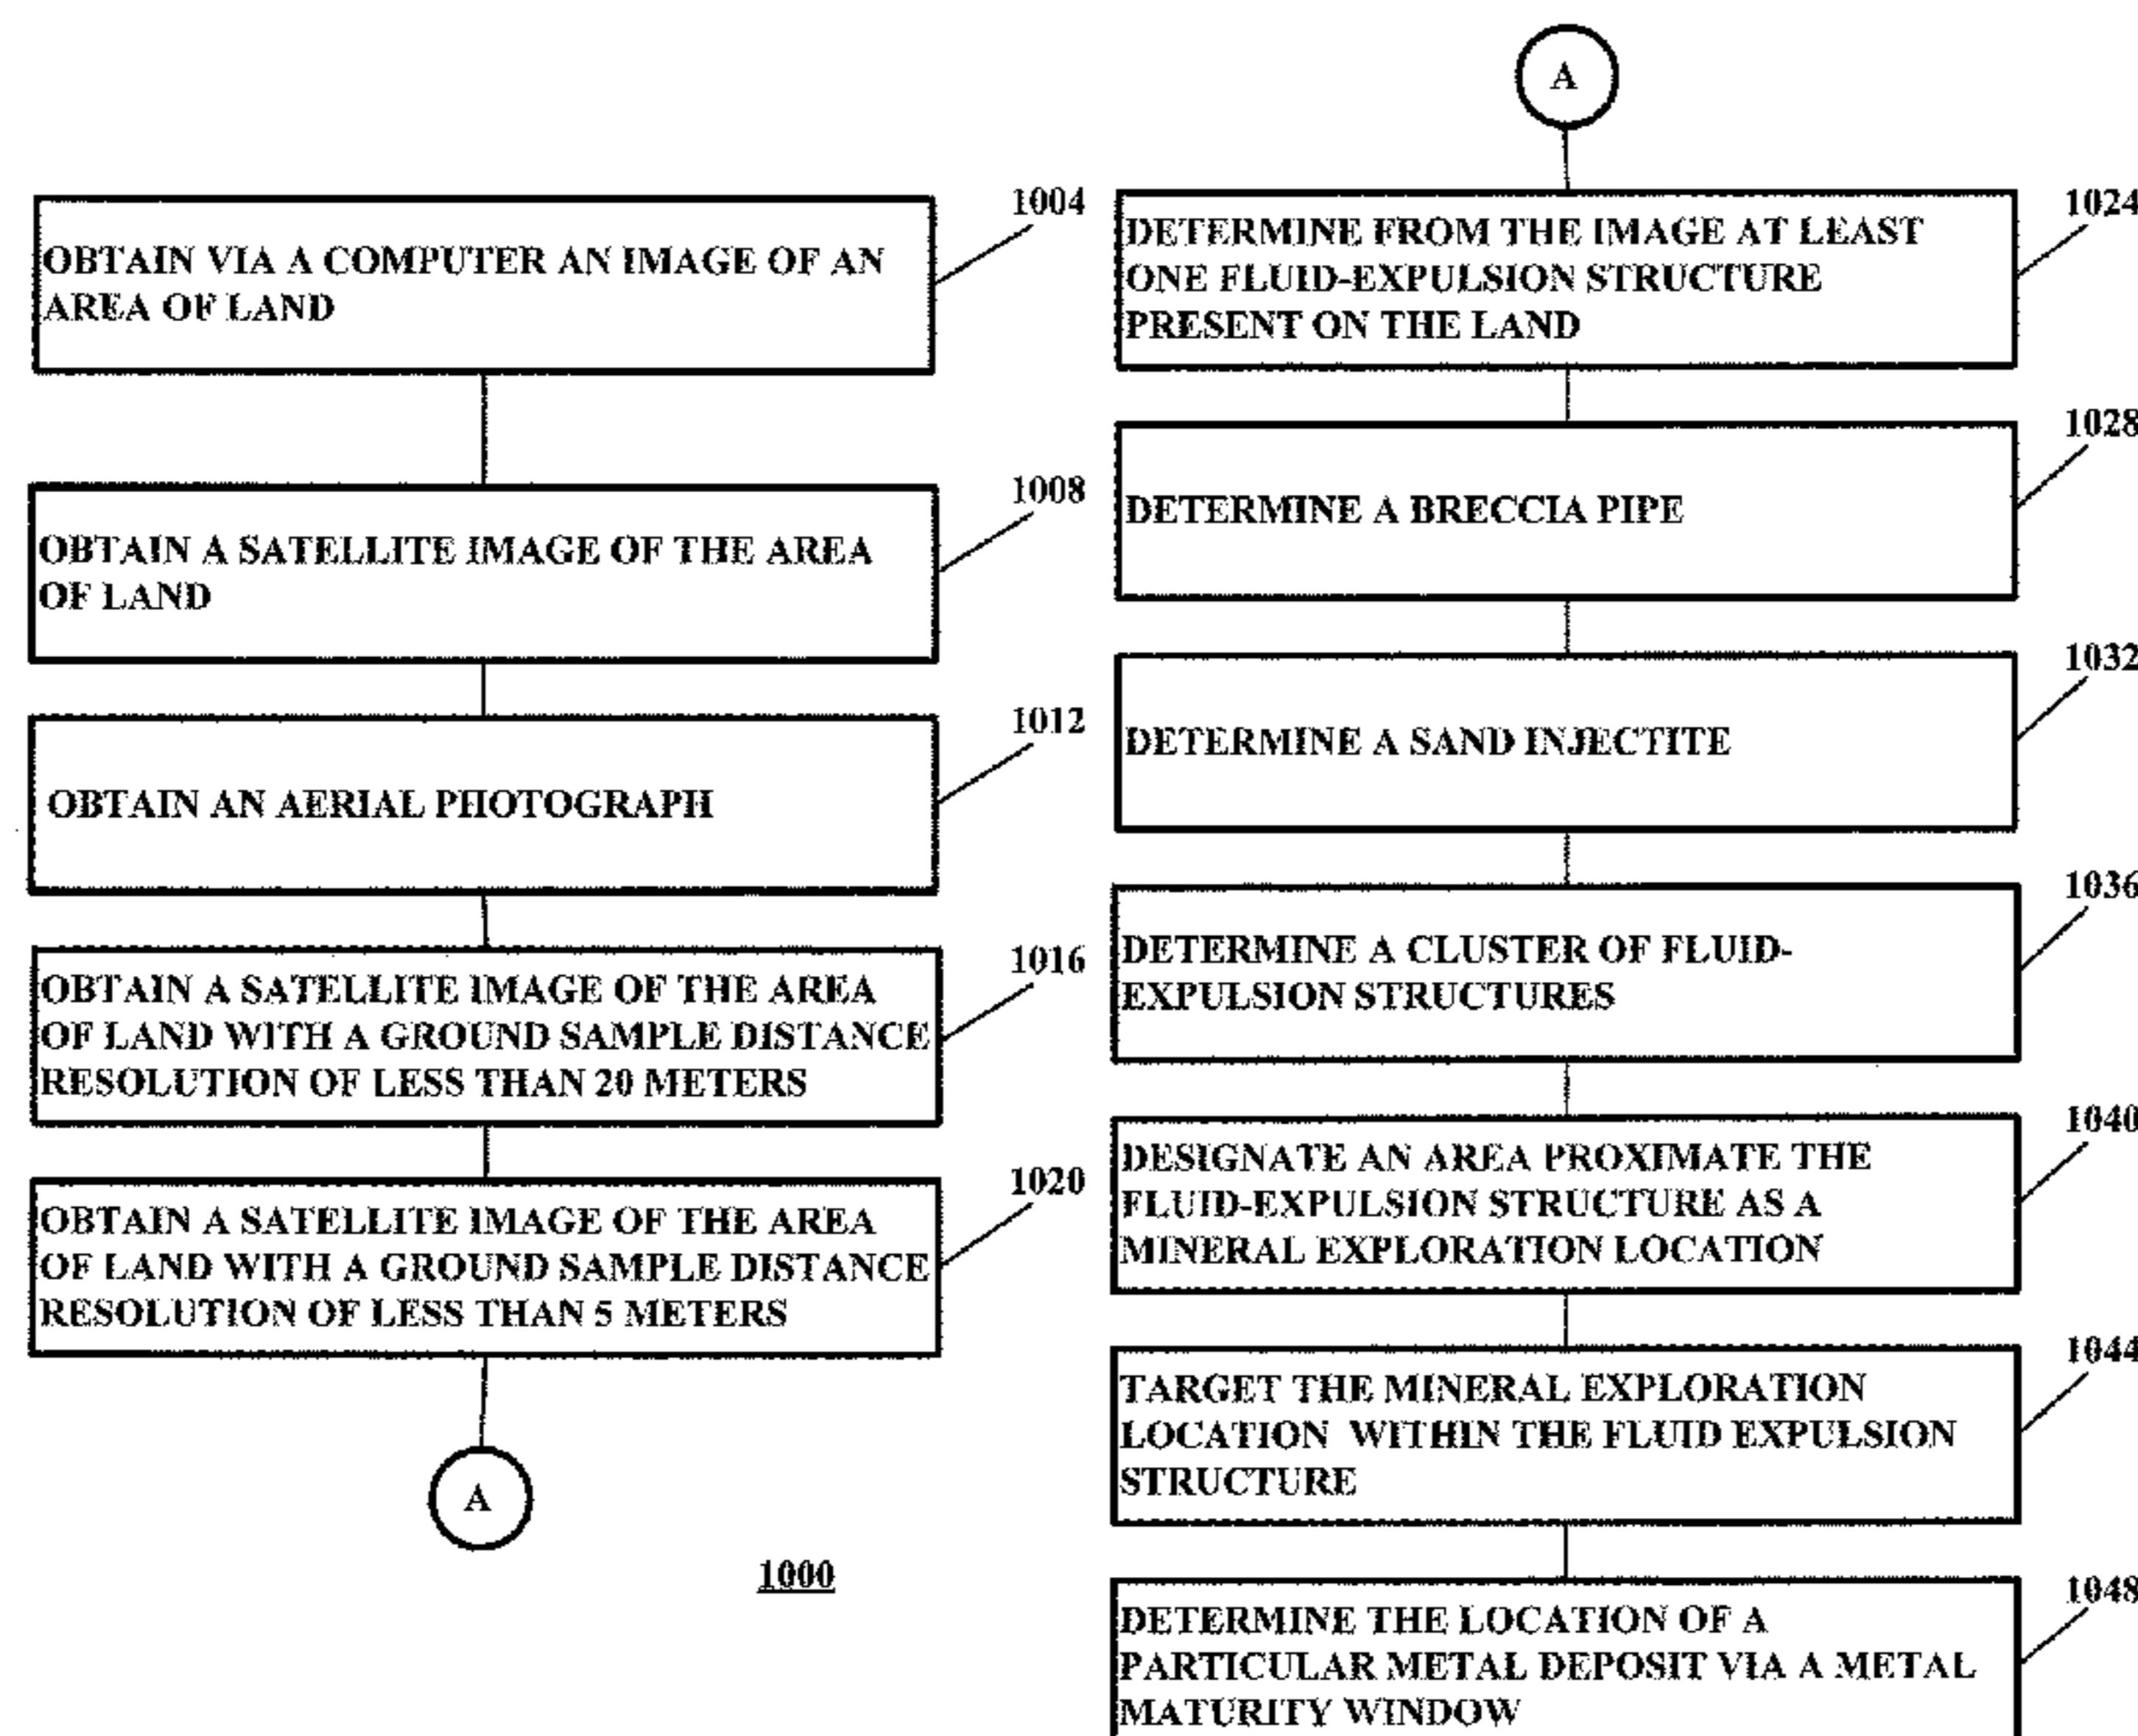 OBTAIN VIA A COMPUTER AN IMAGE OF AN
AREA OF LAND
1004
OBTAIN A SATELLITE IMAGE OF THE AREA
OF LAND
1008
OBTAIN AN AERIAL PHOTOGRAPH
1012
OBTAIN A SATELLITE IMAGE OF THE AREA
OF LAND WITH A GROUND SAMPLE DISTANCE
RESOLUTION OF LESS THAN 20 METERS
1016
OBTAIN A SATELLITE IMAGE OF THE AREA
OF LAND WITH A GROUND SAMPLE DISTANCE
RESOLUTION OF LESS THAN 5 METERS
1020
A
1000
A
DETERMINE FROM THE IMAGE AT LEAST
ONE FLUID-EXPULSION STRUCTURE
PRESENT ON THE LAND
1024
DETERMINE A BRECCIA PIPE
1028
DETERMINE A SAND INJECTITE
1032
DETERMINE A CLUSTER OF FLUID-
EXPULSION STRUCTURES
1036
DESIGNATE AN AREA PROXIMATE THE
FLUID-EXPULSION STRUCTURE AS A
MINERAL EXPLORATION LOCATION
1040
TARGET THE MINERAL EXPLORATION
LOCATION WITHIN THE FLUID EXPULSION
STRUCTURE
1044
DETERMINE THE LOCATION OF A
PARTICULAR METAL DEPOSIT VIA A METAL
MATURITY WINDOW
1048